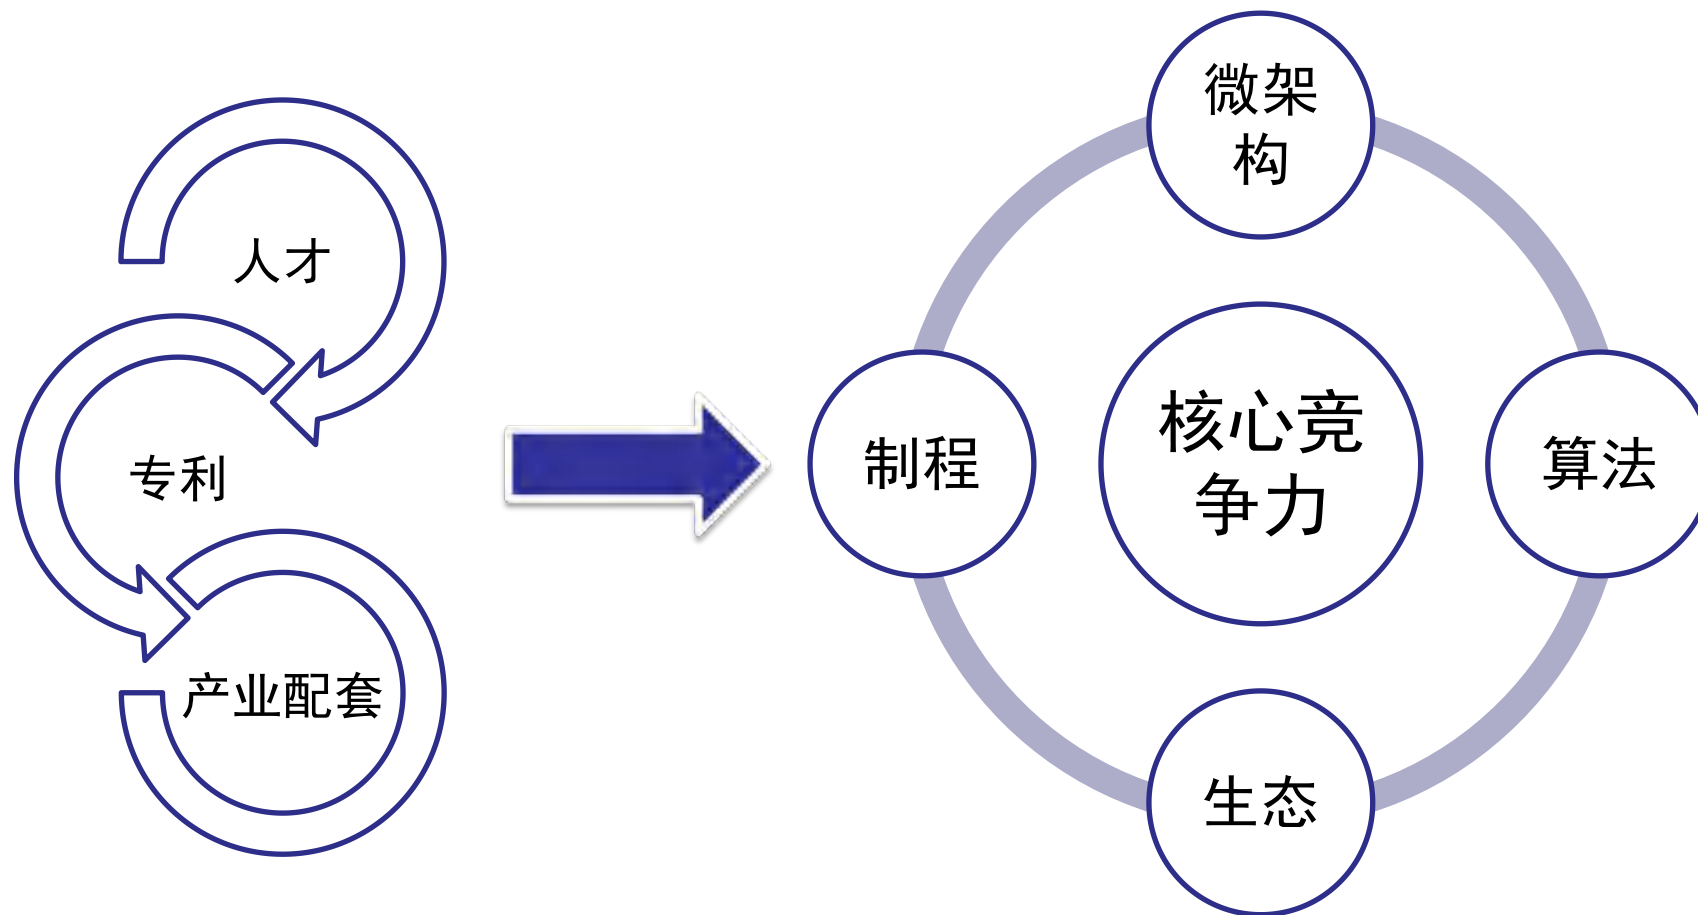 人才
专利
产业配套
微架
构
制程
核心竞
争力
算法
生态